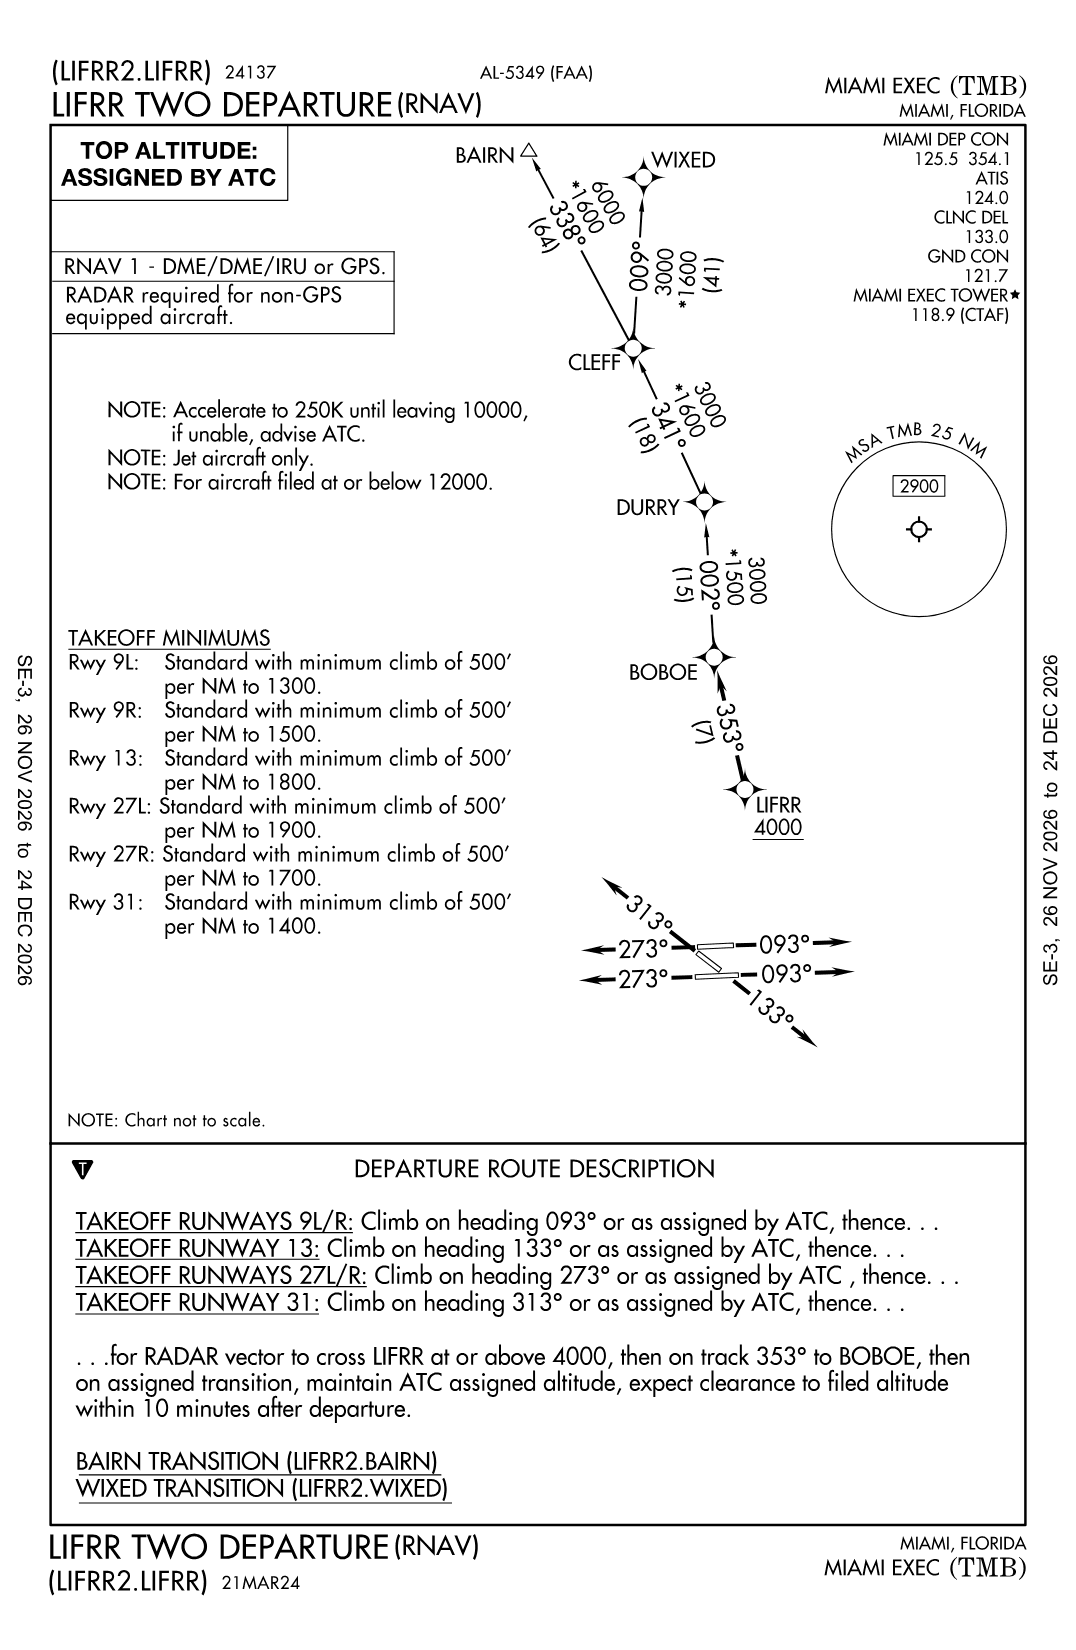 (LIFRR2.LIFRR) 24137
AL-5349 (FAA)
MIAMI EXEC (TMB)
LIFRR TWO DEPARTURE (RNAV)
MIAMI, FLORIDA
TOP ALTITUDE:
ASSIGNED BY ATC
MIAMI DEP CON
125.5 354.1
ATIS
124.0
CLNC DEL
133.0
GND CON
121.7
MIAMI EXEC TOWER★
118.9 (CTAF)
RNAV 1 - DME/DME/IRU or GPS.
RADAR required for non-GPS
equipped aircraft.
BAIRN
WIXED
6000
*1600
338°
(64)
009°
3000
*1600
(41)
CLEFF
3000
*1600
341°
(18)
NOTE: Accelerate to 250K until leaving 10000,
if unable, advise ATC.
NOTE: Jet aircraft only.
NOTE: For aircraft filed at or below 12000.
MSA TMB 25 NM
2900
DURRY
3000
*1500
002°
(15)
BOBOE
353°
(7)
LIFRR
4000
TAKEOFF MINIMUMS
Rwy 9L: Standard with minimum climb of 500′
per NM to 1300.
Rwy 9R: Standard with minimum climb of 500′
per NM to 1500.
Rwy 13: Standard with minimum climb of 500′
per NM to 1800.
Rwy 27L: Standard with minimum climb of 500′
per NM to 1900.
Rwy 27R: Standard with minimum climb of 500′
per NM to 1700.
Rwy 31: Standard with minimum climb of 500′
per NM to 1400.
313°
273° 093°
273° 093°
133°
SE-3, 26 NOV 2026 to 24 DEC 2026
SE-3, 26 NOV 2026 to 24 DEC 2026
NOTE: Chart not to scale.
T
DEPARTURE ROUTE DESCRIPTION
TAKEOFF RUNWAYS 9L/R: Climb on heading 093° or as assigned by ATC, thence. . .
TAKEOFF RUNWAY 13: Climb on heading 133° or as assigned by ATC, thence. . .
TAKEOFF RUNWAYS 27L/R: Climb on heading 273° or as assigned by ATC , thence. . .
TAKEOFF RUNWAY 31: Climb on heading 313° or as assigned by ATC, thence. . .
. . .for RADAR vector to cross LIFRR at or above 4000, then on track 353° to BOBOE, then
on assigned transition, maintain ATC assigned altitude, expect clearance to filed altitude
within 10 minutes after departure.
BAIRN TRANSITION (LIFRR2.BAIRN)
WIXED TRANSITION (LIFRR2.WIXED)
LIFRR TWO DEPARTURE (RNAV)
MIAMI, FLORIDA
(LIFRR2.LIFRR) 21MAR24
MIAMI EXEC (TMB)